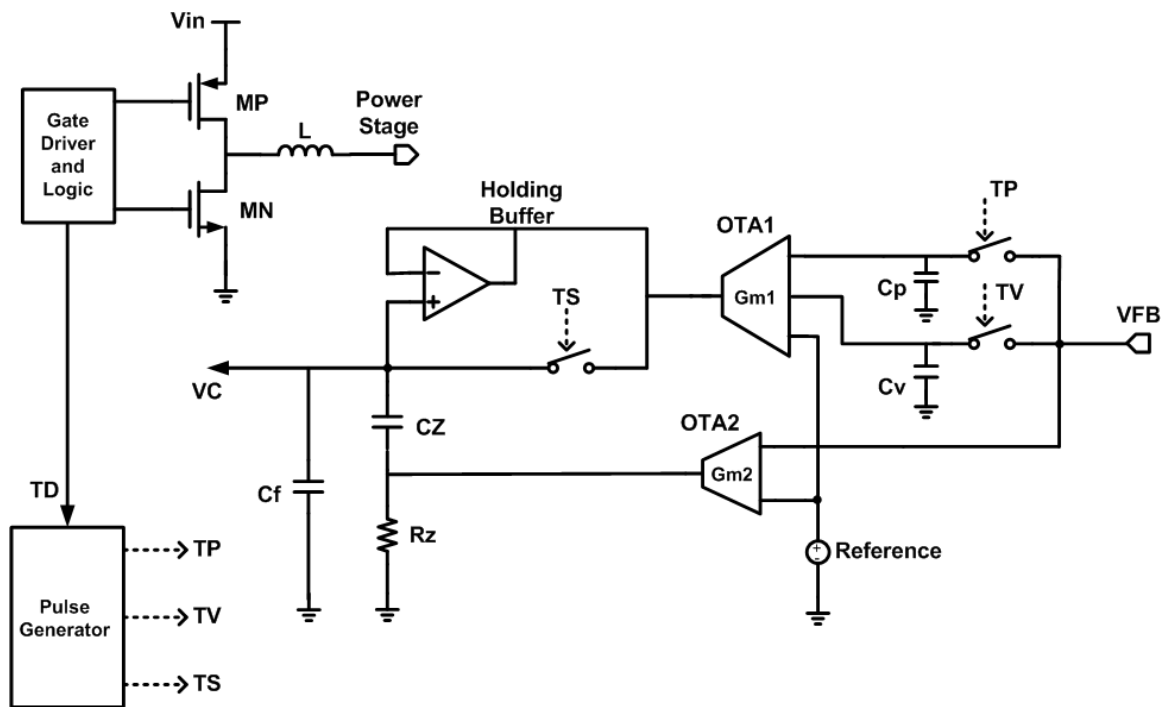 Vin
MP
Gate
Driver
and
Logic
MN
L
Power
Stage
Holding
Buffer
−
+
TS
OTA1
Gm1
TP
Cp
TV
Cv
VFB
VC
CZ
OTA2
Gm2
Cf
Rz
+
-
Reference
TD
Pulse
Generator
TP
TV
TS